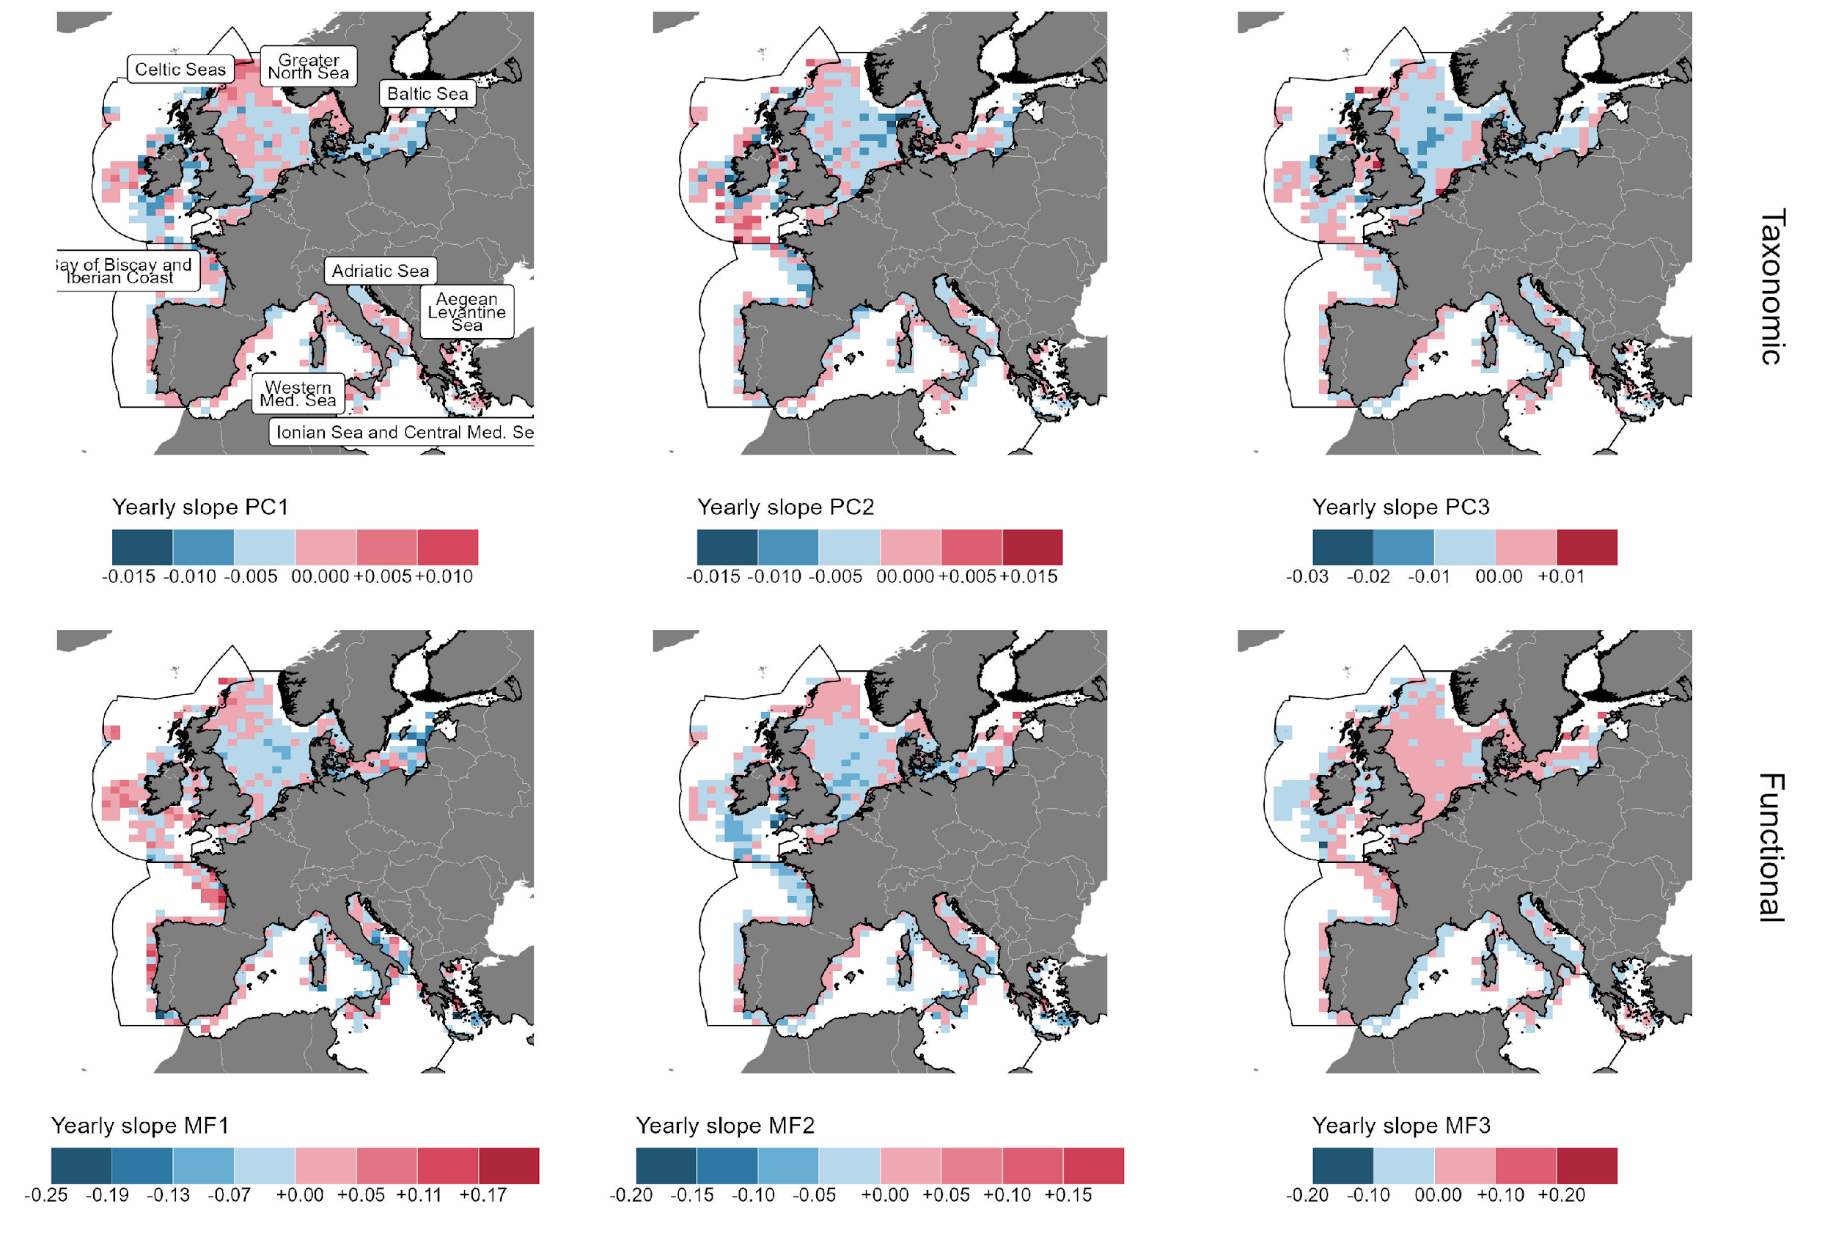 Celtic Seas
Greater
North Sea
Baltic Sea
ay of Biscay and
Iberian Coast
Adriatic Sea
Aegean
Levantine
Sea
Western
Med. Sea
Ionian Sea and Central Med. Se
Taxonomic
Yearly slope PC1
-0.015 -0.010 -0.005 00.000 +0.005 +0.010
Yearly slope PC2
-0.015 -0.010 -0.005 00.000 +0.005 +0.015
Yearly slope PC3
-0.03 -0.02 -0.01 00.00 +0.01
Functional
Yearly slope MF1
-0.25 -0.19 -0.13 -0.07 +0.00 +0.05 +0.11 +0.17
Yearly slope MF2
-0.20 -0.15 -0.10 -0.05 +0.00 +0.05 +0.10 +0.15
Yearly slope MF3
-0.20 -0.10 00.00 +0.10 +0.20